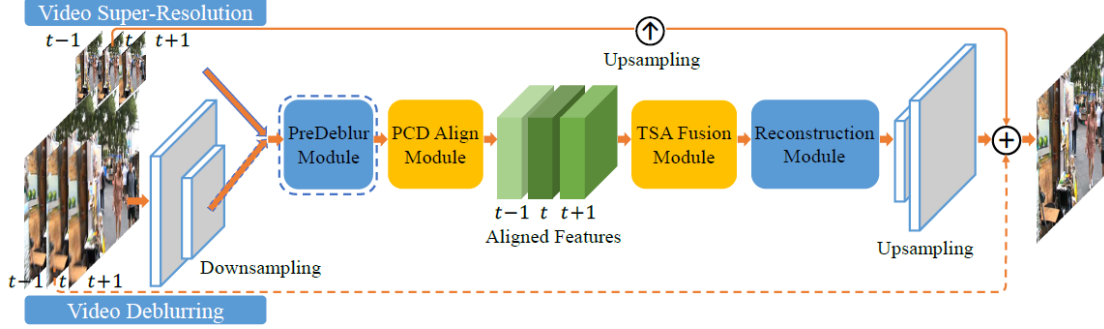 Video Super-Resolution
t−1 t t+1
Upsampling
PreDeblur
Module
PCD Align
Module
TSA Fusion
Module
Reconstruction
Module
t−1 t t+1
Aligned Features
Upsampling
Downsampling
t−1 t t+1
Video Deblurring